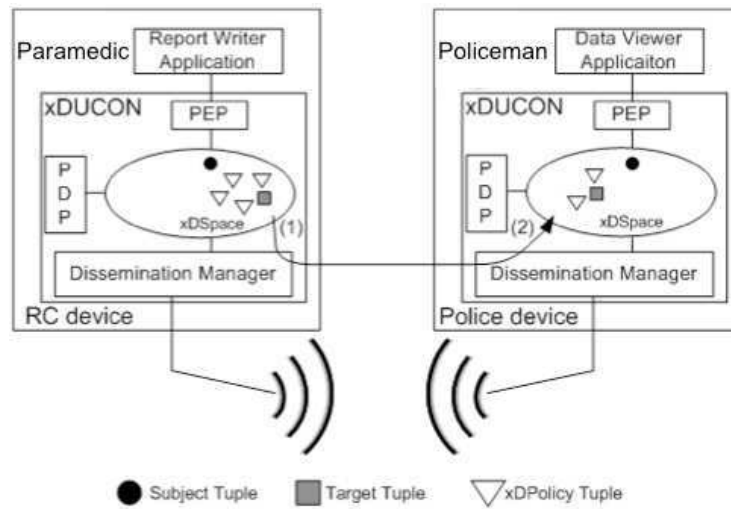 Paramedic
Report Writer
Application
xDUCON
PEP
P
D
P
xDSpace
(1)
Dissemination Manager
RC device
Policeman
Data Viewer
Applicaiton
xDUCON
PEP
P
D
P
xDSpace
(2)
Dissemination Manager
Police device
Subject Tuple
Target Tuple
xDPolicy Tuple